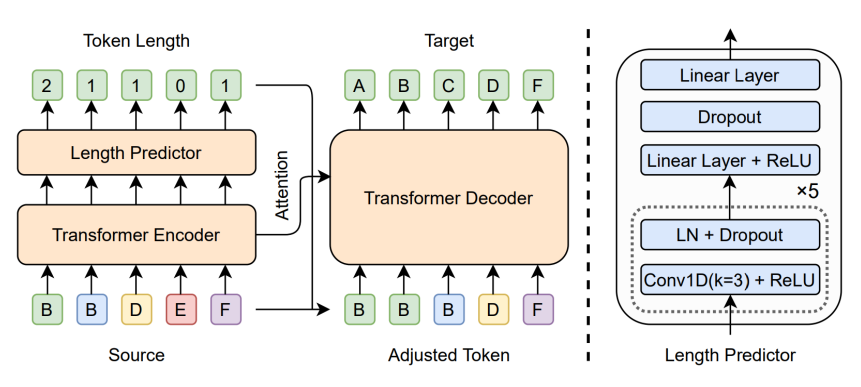 Token Length
2 1 1 0 1
Length Predictor
Transformer Encoder
B B D E F
Source
Attention
Target
A B C D F
Transformer Decoder
B B B D F
Adjusted Token
Linear Layer
Dropout
Linear Layer + ReLU
×5
LN + Dropout
Conv1D(k=3) + ReLU
Length Predictor